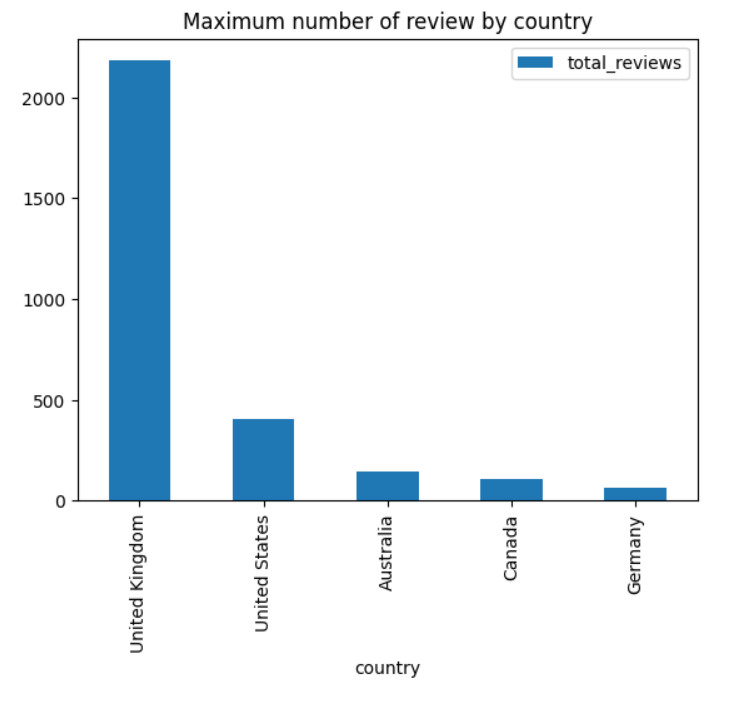 Maximum number of review by country
total_reviews
2000
1500
1000
500
0
United Kingdom
United States
Australia
Canada
Germany
country